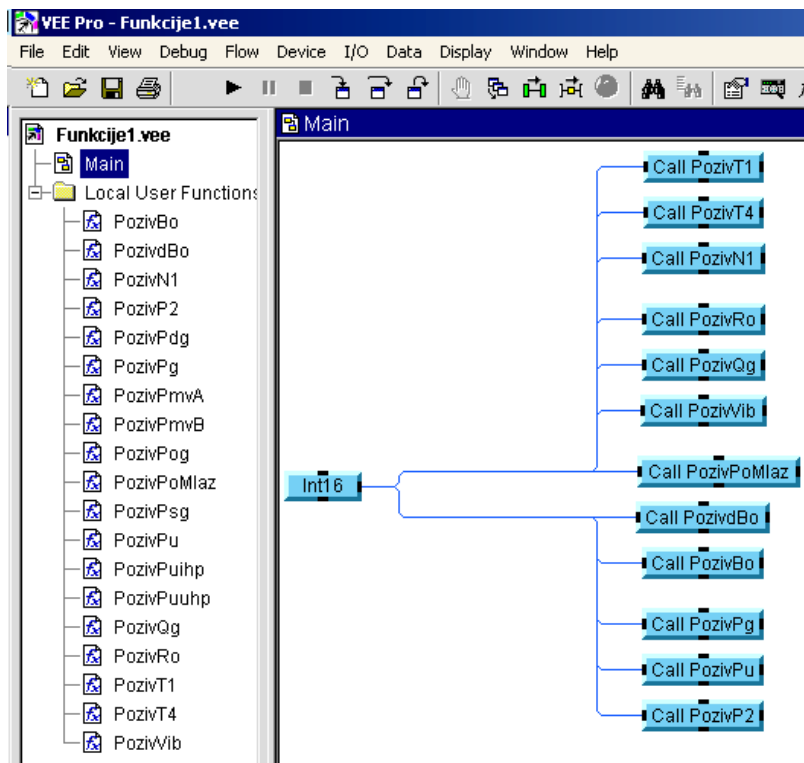 VEE Pro - Funkcije1.vee
File Edit View Debug Flow Device I/O Data Display Window Help
Funkcije1.vee
Main
Local User Functions
PozivBo
PozivdBo
PozivN1
PozivP2
PozivPdg
PozivPg
PozivPmvA
PozivPmvB
PozivPog
PozivPoMlaz
PozivPsg
PozivPu
PozivPuihp
PozivPuuhp
PozivQg
PozivRo
PozivT1
PozivT4
PozivVib
Main
Call PozivT1
Call PozivT4
Call PozivN1
Call PozivRo
Call PozivQg
Call PozivVib
Int16
Call PozivPoMlaz
Call PozivdBo
Call PozivBo
Call PozivPg
Call PozivPu
Call PozivP2